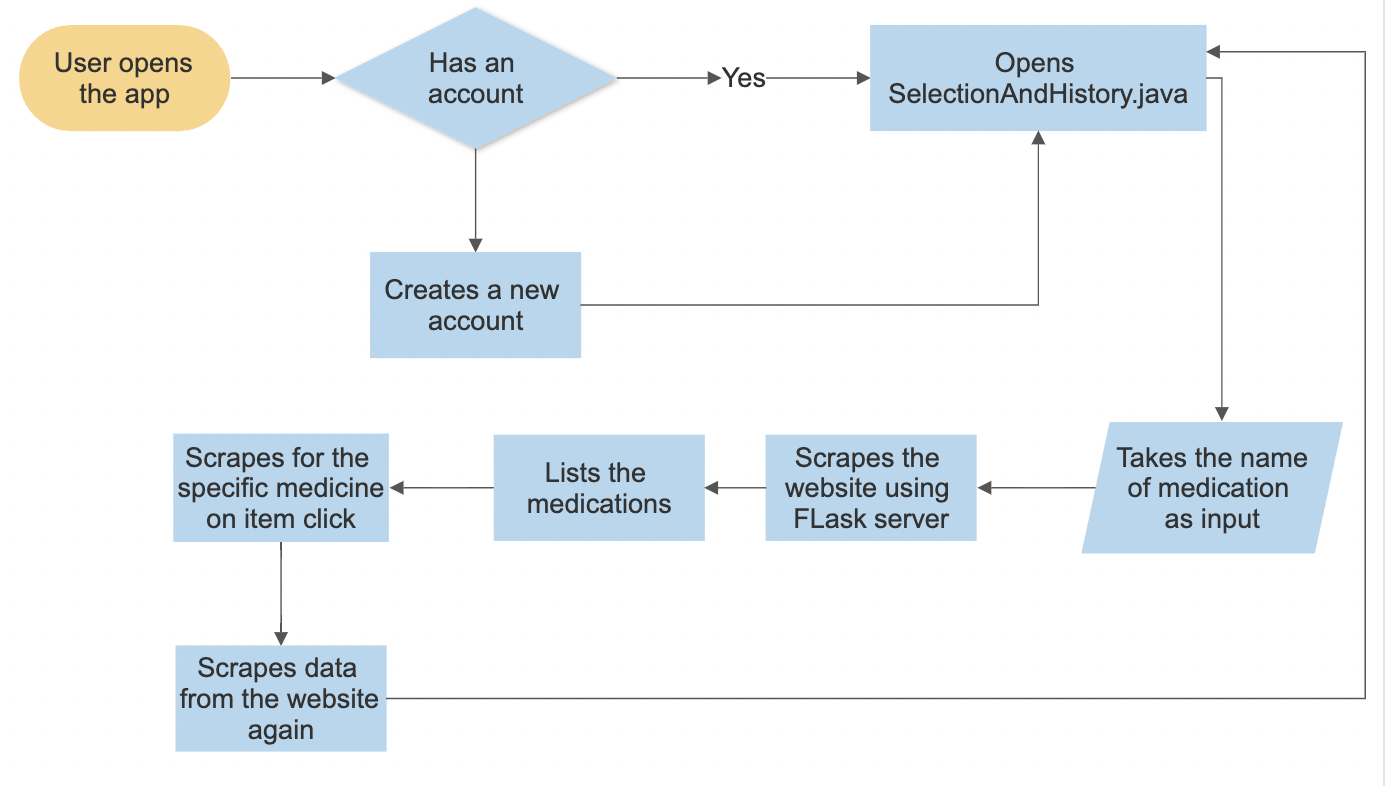 User opens
the app
Has an
account
Yes
Opens
SelectionAndHistory.java
Creates a new
account
Takes the name
of medication
as input
Scrapes the
website using
FLask server
Lists the
medications
Scrapes for the
specific medicine
on item click
Scrapes data
from the website
again